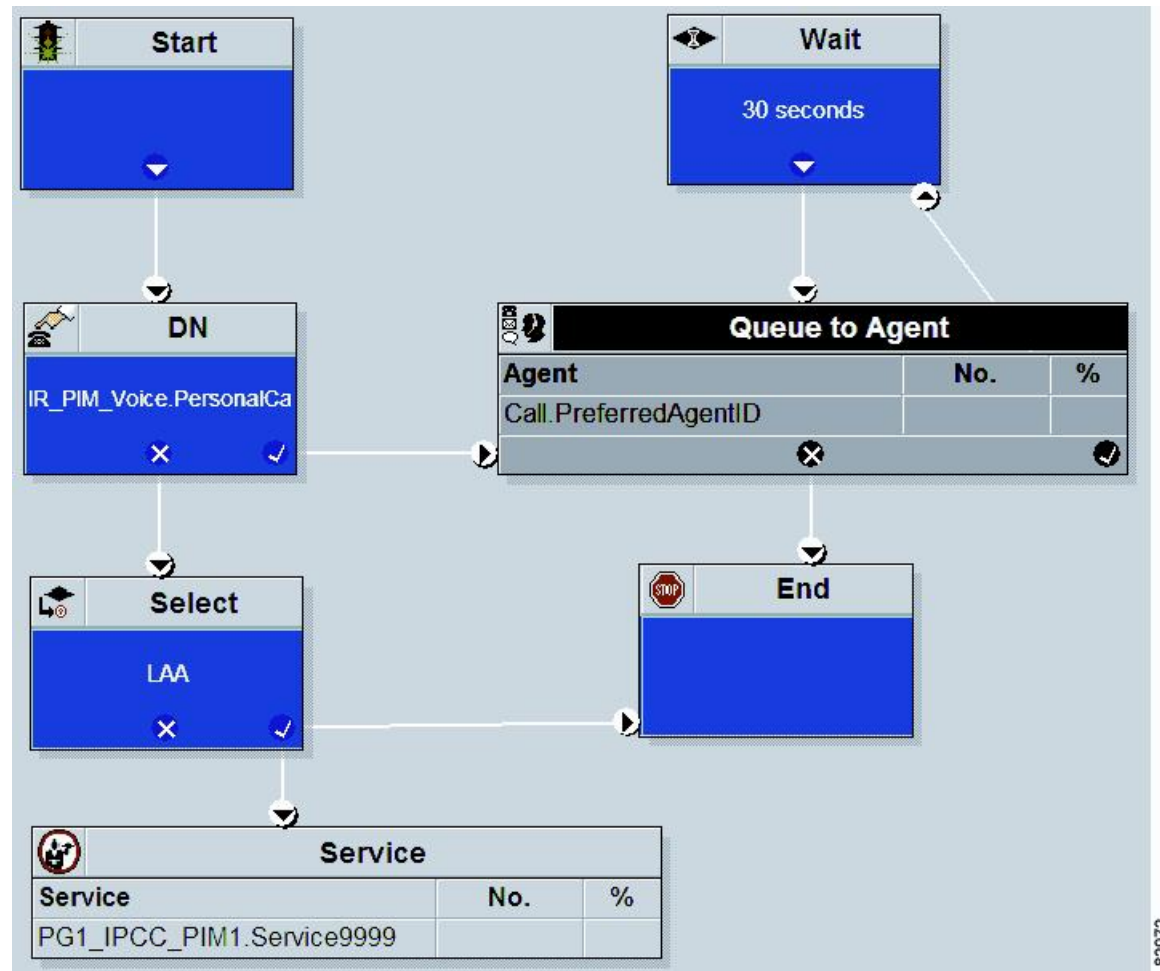 Start
Wait
30 seconds
DN
IR_PIM_Voice.PersonalCa
Queue to Agent
Agent No. %
Call.PreferredAgentID
Select
LAA
STOP
End
Service
Service No. %
PG1_IPCC_PIM1.Service9999